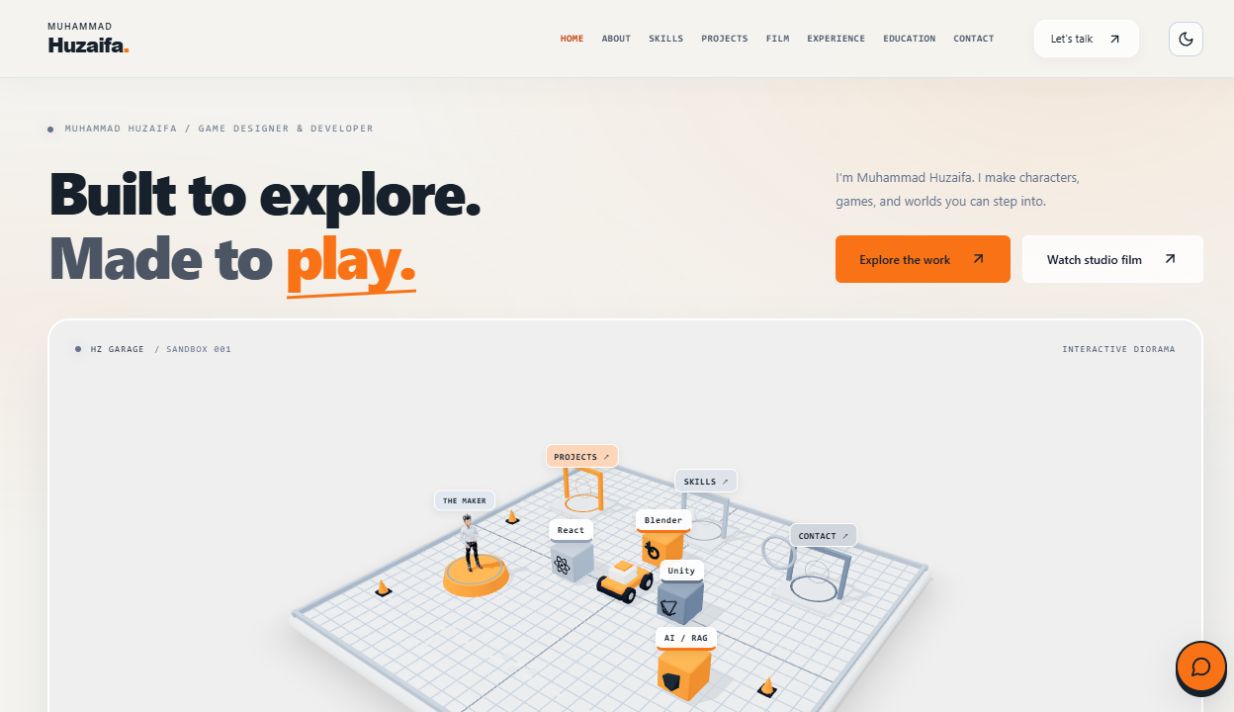 MUHAMMAD
Huzaifa.
HOME ABOUT SKILLS PROJECTS FILM EXPERIENCE EDUCATION CONTACT
Let's talk
MUHAMMAD HUZAIFA / GAME DESIGNER & DEVELOPER
Built to explore.
Made to play.
I'm Muhammad Huzaifa. I make characters,
games, and worlds you can step into.
Explore the work
Watch studio film
HZ GARAGE / SANDBOX 001
INTERACTIVE DIORAMA
PROJECTS ↗
SKILLS ↗
THE MAKER
React
Blender
CONTACT ↗
Unity
AI / RAG